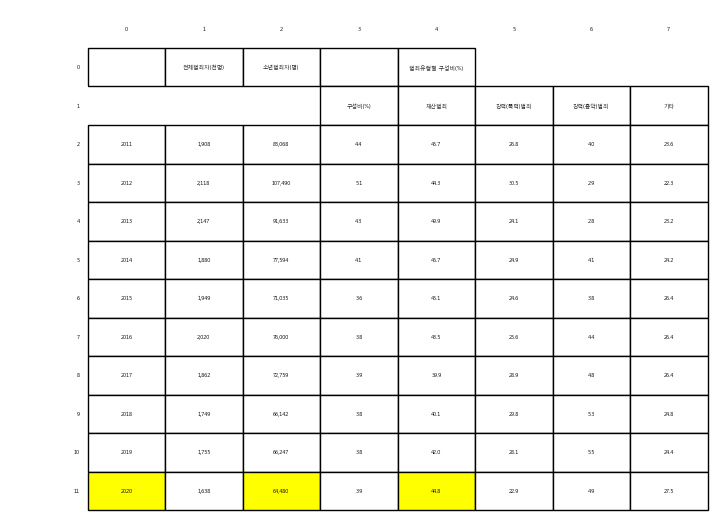 0 1 2 3 4 5 6 7
0 전체범죄자(천명) 소년범죄자(명) 범죄유형별 구성비(%)
1 구성비(%) 재산범죄 강력(폭력)범죄 강력(흉악)범죄 기타
2 2011 1,908 83,068 4.4 45.7 26.8 4.0 23.6
3 2012 2,118 107,490 5.1 44.3 30.5 2.9 22.3
4 2013 2,147 91,633 4.3 49.9 24.1 2.8 23.2
5 2014 1,880 77,594 4.1 46.7 24.9 4.1 24.2
6 2015 1,949 71,035 3.6 45.1 24.6 3.8 26.4
7 2016 2,020 76,000 3.8 43.5 25.6 4.4 26.4
8 2017 1,862 72,759 3.9 39.9 28.9 4.8 26.4
9 2018 1,749 66,142 3.8 40.1 29.8 5.3 24.8
10 2019 1,755 66,247 3.8 42.0 28.1 5.5 24.4
11 2020 1,638 64,480 3.9 44.8 22.9 4.9 27.5